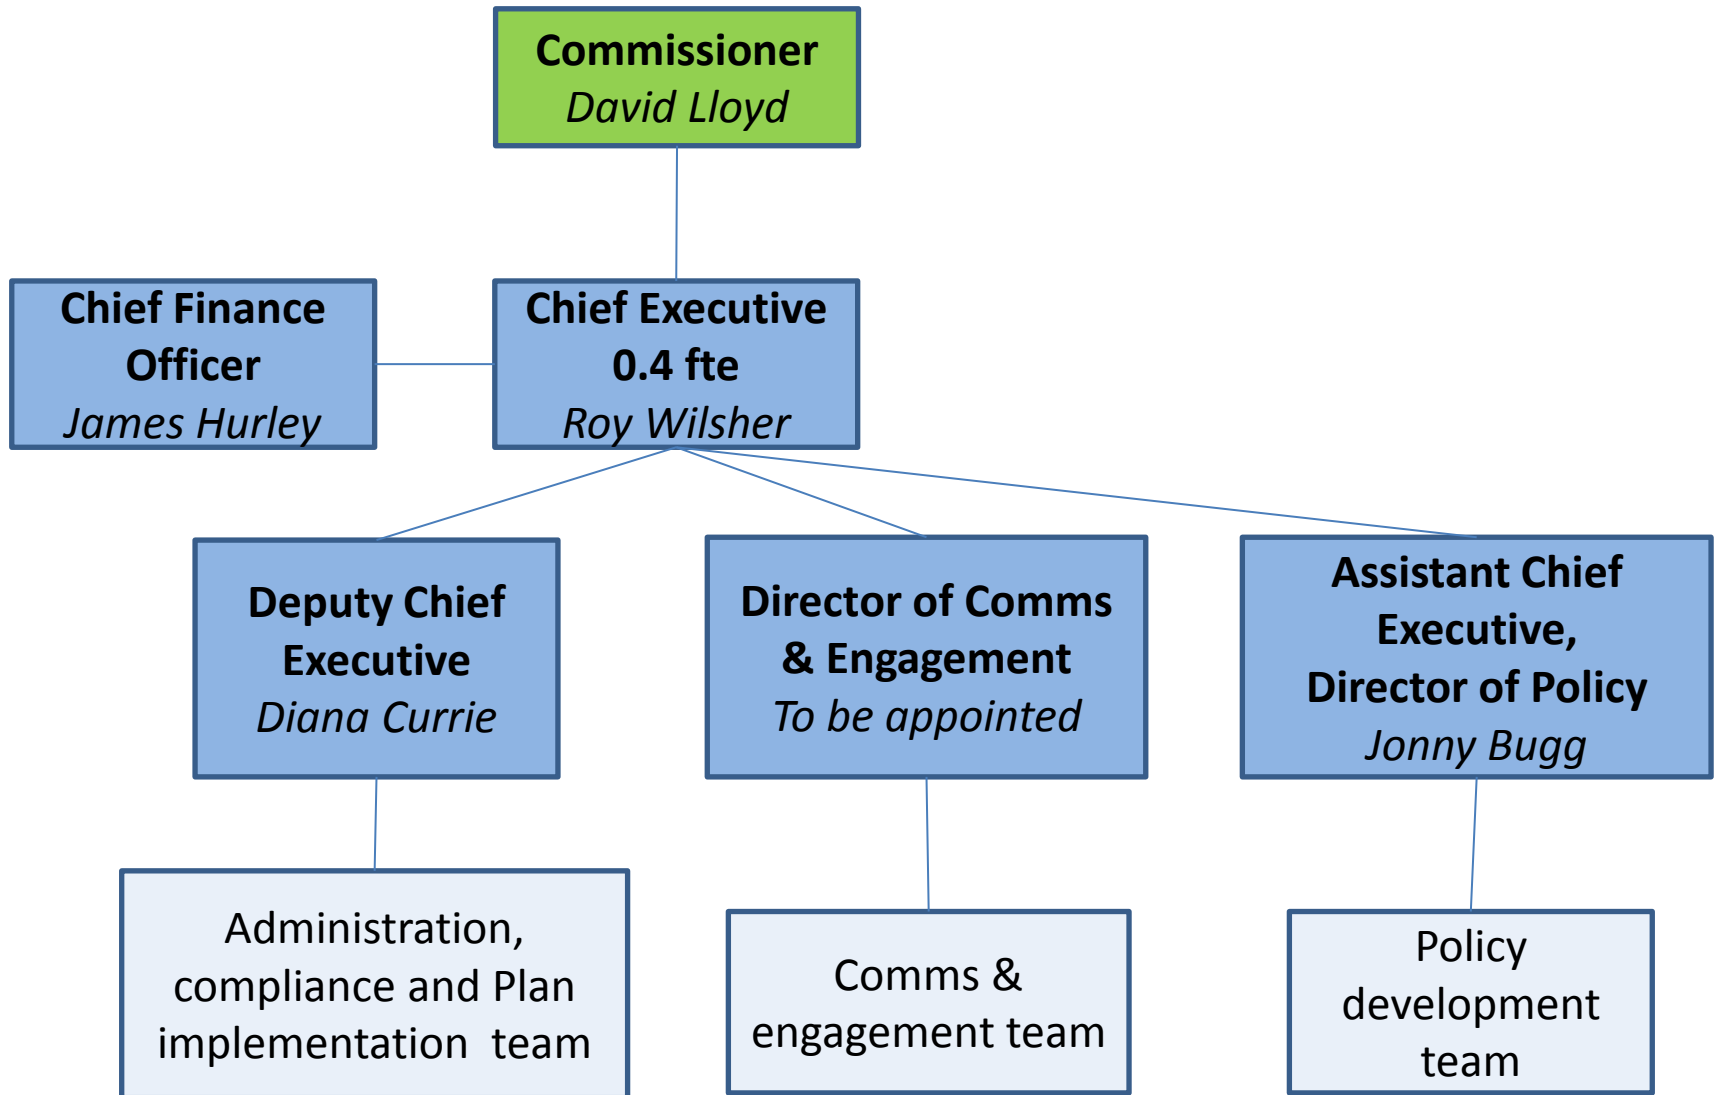 Commissioner
David Lloyd
Chief Finance
Officer
James Hurley
Chief Executive
0.4 fte
Roy Wilsher
Deputy Chief
Executive
Diana Currie
Director of Comms
& Engagement
To be appointed
Assistant Chief
Executive,
Director of Policy
Jonny Bugg
Administration,
compliance and Plan
implementation  team
Comms &
engagement team
Policy
development
team